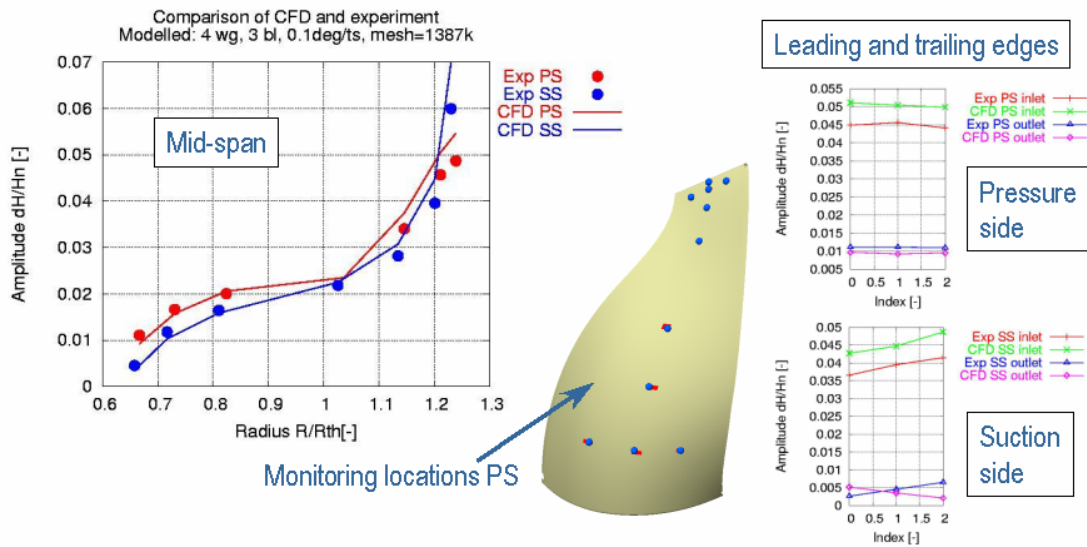 Comparison of CFD and experiment
Modelled: 4 wg, 3 bl, 0.1deg/ts, mesh=1387k
0.07
0.06
0.05
0.04
0.03
0.02
0.01
0
0.6 0.7 0.8 0.9 1 1.1 1.2 1.3
Amplitude dH/Hn [-]
Radius R/Rth[-]
Mid-span
Exp PS
Exp SS
CFD PS
CFD SS
Monitoring locations PS
Leading and trailing edges
0.055
0.05
0.045
0.04
0.035
0.03
0.025
0.02
0.015
0.01
0.005
0 0.5 1 1.5 2
Amplitude dH/Hn [-]
Index [-]
Exp PS inlet
CFD PS inlet
Exp PS outlet
CFD PS outlet
Pressure
side
0.05
0.045
0.04
0.035
0.03
0.025
0.02
0.015
0.01
0.005
0
0 0.5 1 1.5 2
Amplitude dH/Hn [-]
Index [-]
Exp SS inlet
CFD SS inlet
Exp SS outlet
CFD SS outlet
Suction
side